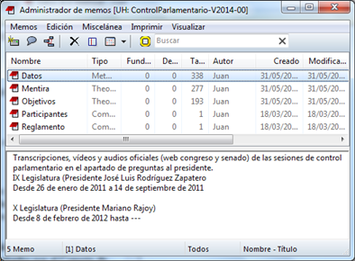 Administrador de memos [UH: ControlParlamentario-V2014-00]
Memos Edición Miscelánea Imprimir Visualizar
Buscar
Nombre Tipo Fund... De... Ta... Autor Creado Modifica...
Datos Met... 0 0 338 Juan 31/05/20... 31/05/20...
Mentira Theo... 0 0 277 Juan 31/05/20... 31/05/20...
Objetivos Theo... 0 0 193 Juan 31/05/20... 31/05/20...
Participantes Com... 0 0 1 Juan 18/03/20... 18/03/20...
Reglamento Com... 0 0 1 Juan 18/03/20... 18/03/20...
Transcripciones, vídeos y audios oficiales (web congreso y senado) de las sesiones de control
parlamentario en el apartado de preguntas al presidente.
IX Legislatura (Presidente José Luis Rodríguez Zapatero
Desde 26 de enero de 2011 a 14 de septiembre de 2011
X Legislatura (Presidente Mariano Rajoy)
Desde 8 de febrero de 2012 hasta ---
5 Memo [1] Datos Todos Nombre - Título